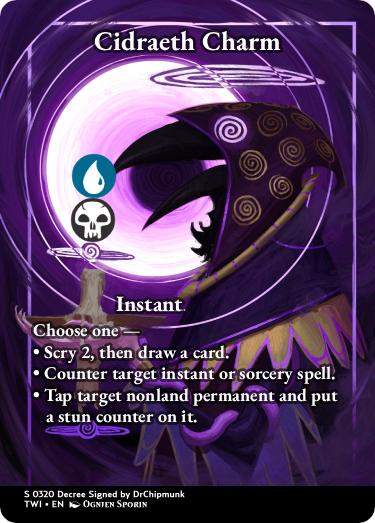 Cidraeth Charm
Instant
Choose one —
• Scry 2, then draw a card.
• Counter target instant or sorcery spell.
• Tap target nonland permanent and put
a stun counter on it.
S 0320 Decree Signed by DrChipmunk
TWI • EN Ognjen Sporin